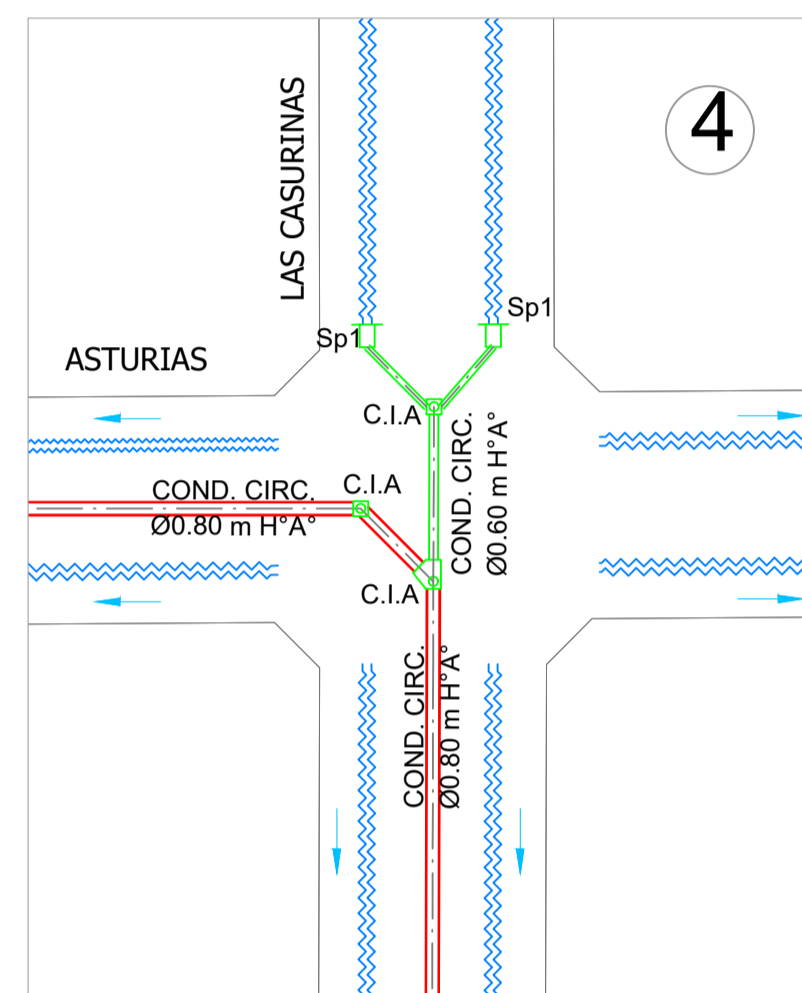 4
LAS CASURINAS
Sp1
Sp1
ASTURIAS
C.I.A
COND. CIRC.
Ø0.60 m H°A°
C.I.A
COND. CIRC.
Ø0.80 m H°A°
C.I.A
COND. CIRC.
Ø0.80 m H°A°